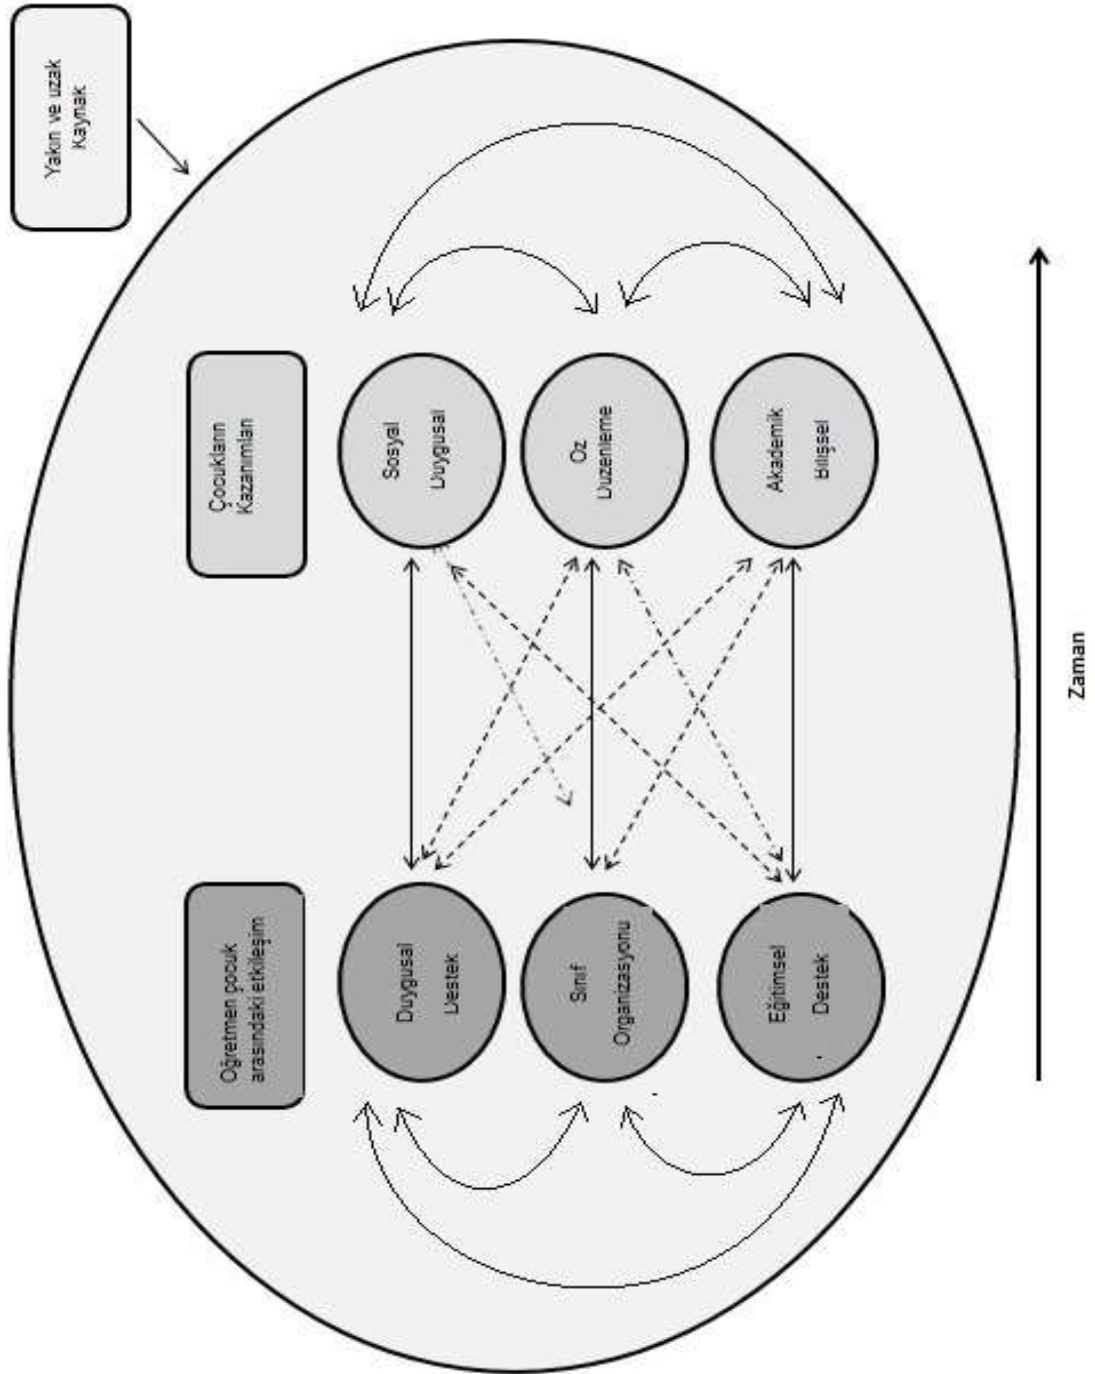 Yakın ve uzak
Kaynak
Öğretmen çocuk
arasındaki etkileşim
Çocukların
Kazanımları
Duygusal
Destek
Sosyal
Duygusal
Sınıf
Organizasyonu
Öz
Düzenleme
Eğitimsel
Destek
Akademik
Bilişsel
Zaman